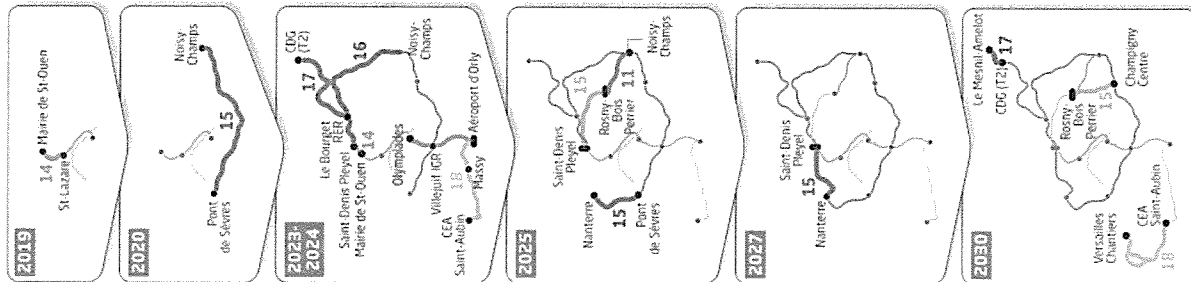 2019
14
Mairie de St-Ouen
St-Lazare
2020
Noisy-
Champs
15
Pont
de Sèvres
2023-
2024
CDG
(T2)
17
16
Le Bourget
RER
Saint-Denis Pleyel
Mairie de St-Ouen
14
Noisy-
Champs
Olympiades
Villejuif IGR
Aéroport d'Orly
CEA
Saint-Aubin
18
Massy
2025
Saint Denis
Pleyel
15
Rosny-
Bois
Perrier
11
Noisy-
Champs
Nanterre
15
Pont
de Sèvres
2027
Saint Denis
Pleyel
15
Nanterre
2030
Le Mesnil-Amelot
17
CDG (T2)
Rosny-
Bois
Perrier
15
Champigny
Centre
Versailles
Chantiers
CEA
Saint-Aubin
18